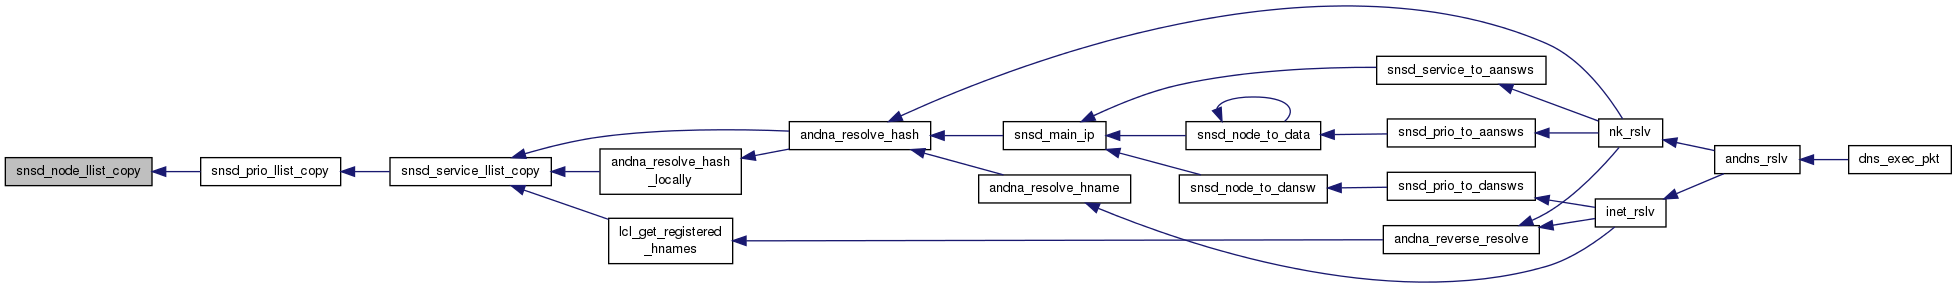 snsd_node_llist_copy
snsd_prio_llist_copy
snsd_service_llist_copy
andna_resolve_hash
andna_resolve_hash
_locally
lcl_get_registered
_hnames
snsd_main_ip
andna_resolve_hname
snsd_service_to_aansws
snsd_node_to_data
snsd_prio_to_aansws
snsd_node_to_dansw
snsd_prio_to_dansws
andna_reverse_resolve
nk_rslv
inet_rslv
andns_rslv
dns_exec_pkt